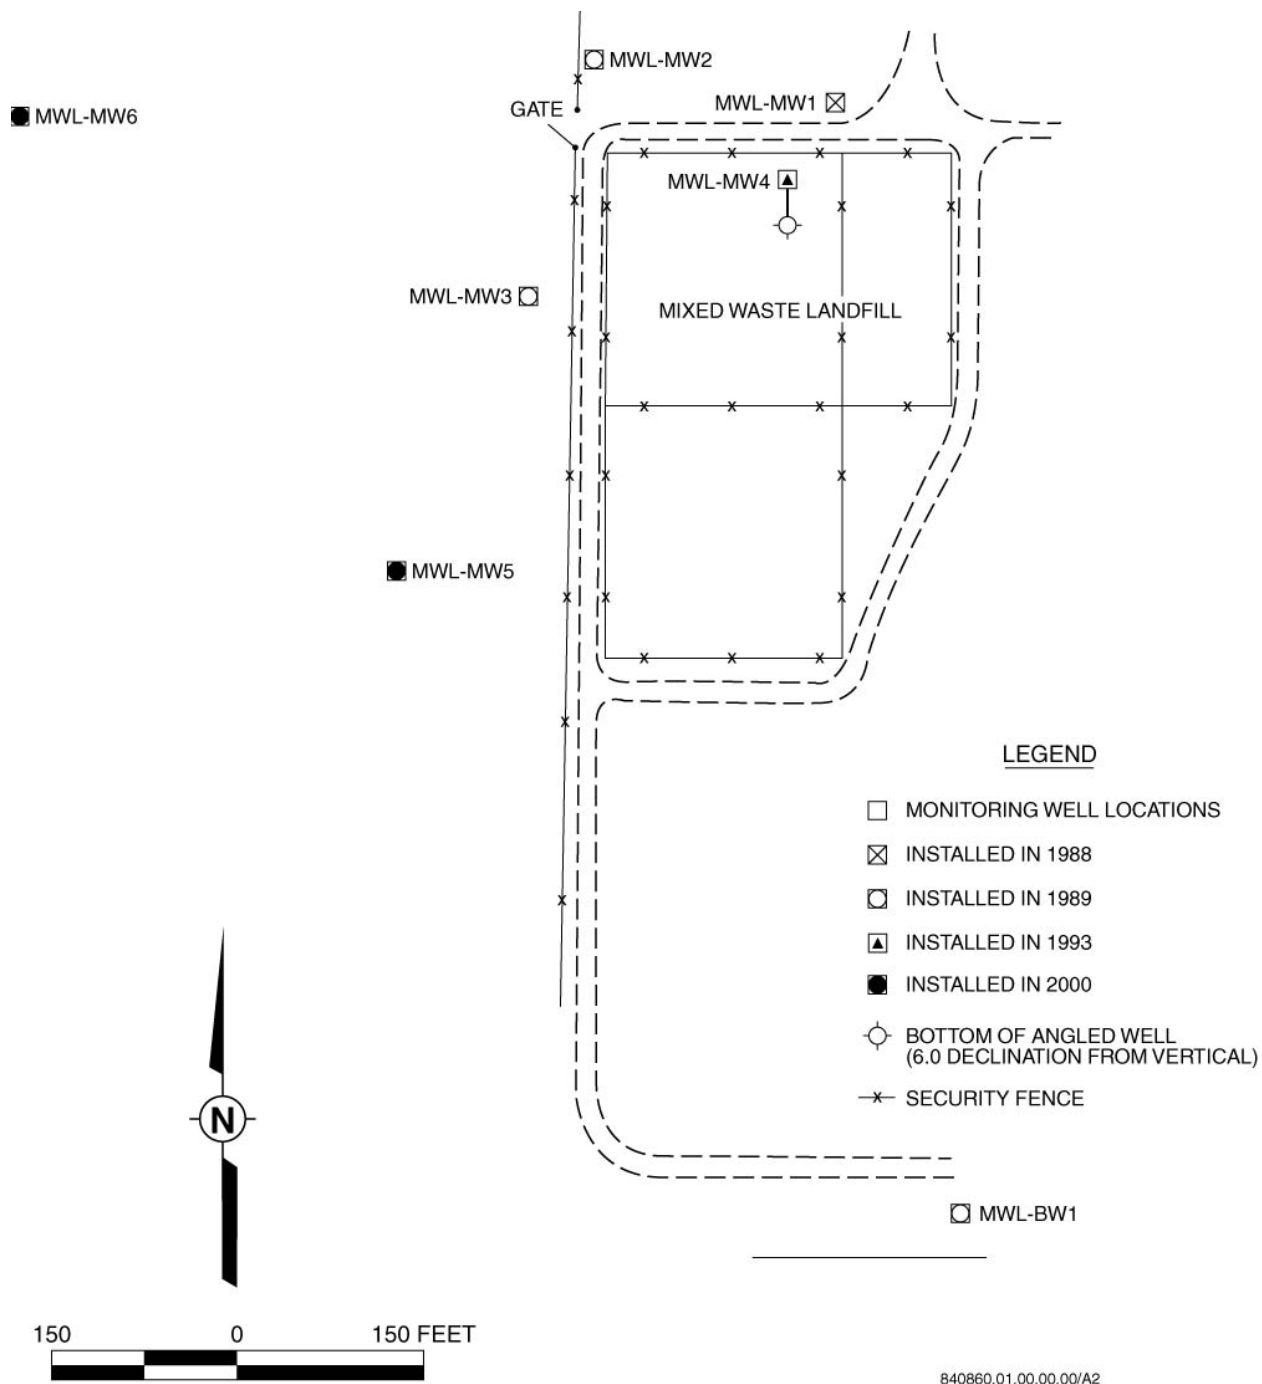 MWL-MW2
MWL-MW1
MWL-MW6
GATE
MWL-MW4
MWL-MW3
MIXED WASTE LANDFILL
MWL-MW5
LEGEND
MONITORING WELL LOCATIONS
INSTALLED IN 1988
INSTALLED IN 1989
INSTALLED IN 1993
INSTALLED IN 2000
BOTTOM OF ANGLED WELL
(6.0 DECLINATION FROM VERTICAL)
SECURITY FENCE
N
MWL-BW1
150 0 150 FEET
840860.01.00.00.00/A2